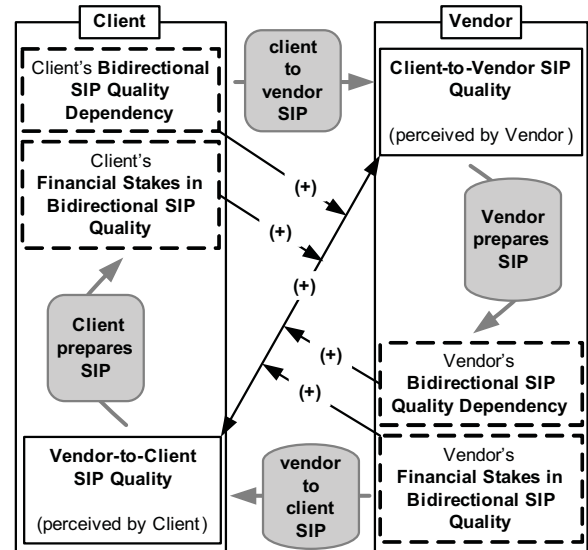 Client
Client's Bidirectional
SIP Quality
Dependency
Client's
Financial Stakes in
Bidirectional SIP
Quality
Client
prepares
SIP
Vendor-to-Client
SIP Quality
(perceived by Client)
client
to
vendor
SIP
(+)
(+)
(+)
(+)
(+)
vendor
to
client
SIP
Vendor
Client-to-Vendor SIP
Quality
(perceived by Vendor)
Vendor
prepares
SIP
Vendor's
Bidirectional SIP
Quality Dependency
Vendor's
Financial Stakes in
Bidirectional SIP
Quality